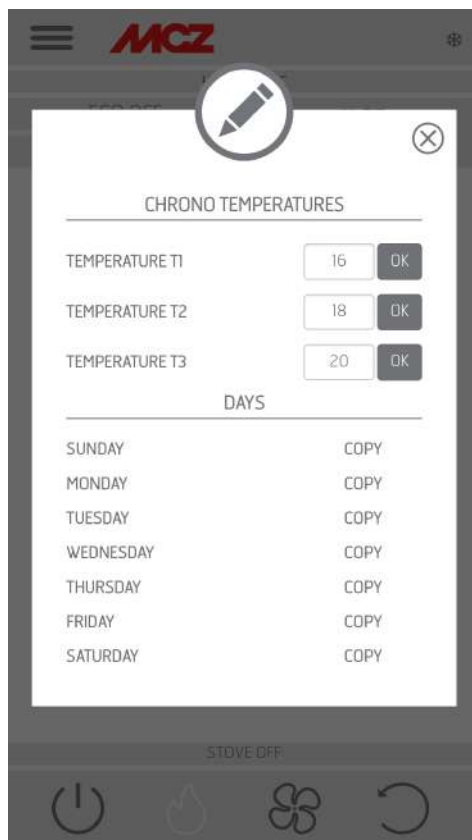 MCZ
CHRONO TEMPERATURES
TEMPERATURE T1 16 OK
TEMPERATURE T2 18 OK
TEMPERATURE T3 20 OK
DAYS
SUNDAY COPY
MONDAY COPY
TUESDAY COPY
WEDNESDAY COPY
THURSDAY COPY
FRIDAY COPY
SATURDAY COPY
STOVE OFF